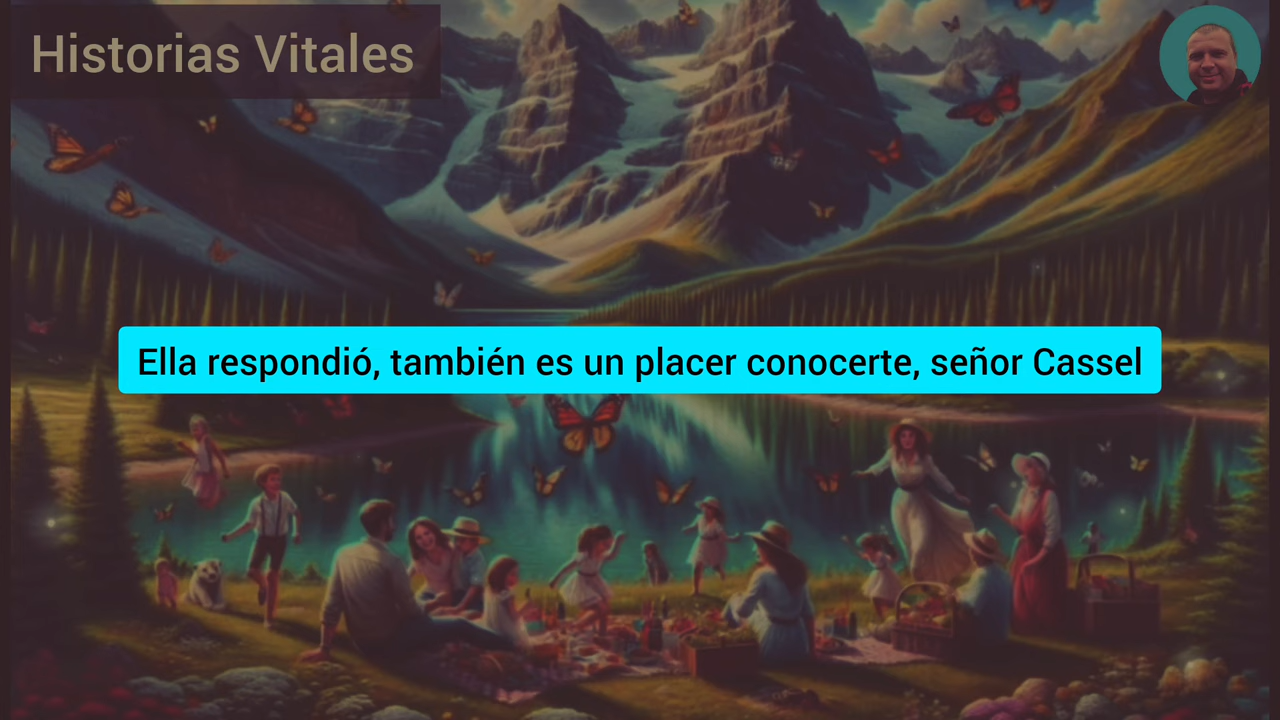 Historias Vitales
Ella respondió, también es un placer conocerte, señor Cassel